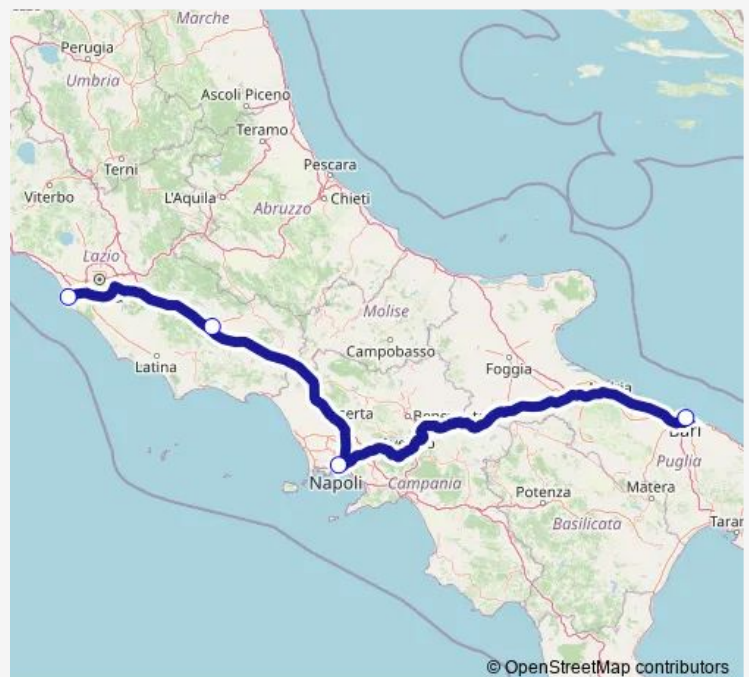 Marche
Perugia
Umbria
Ascoli Piceno
Teramo
Terni
Pescara
Viterbo
L'Aquila
Chieti
Abruzzo
Lazio
Molise
Campobasso
Latina
Foggia
Bari
Napoli
Campania
Puglia
Potenza
Matera
Basilicata
© OpenStreetMap contributors